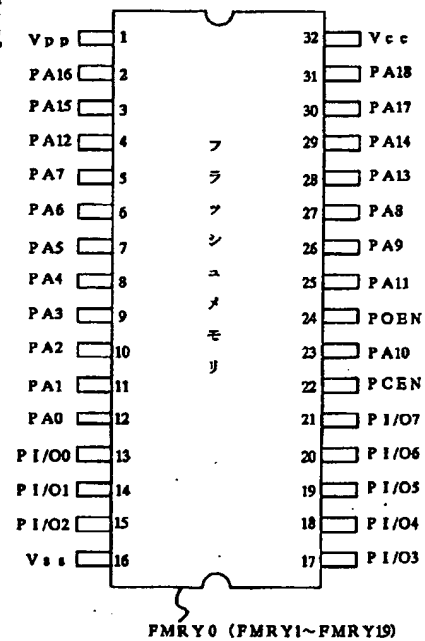 Vpp 1 32 Vcc
PA16 2 31 PA18
PA15 3 30 PA17
PA12 4 29 PA14
PA7 5 28 PA13
PA6 6 27 PA8
PA5 7 26 PA9
PA4 8 25 PA11
PA3 9 24 POEN
PA2 10 23 PA10
PA1 11 22 PCEN
PA0 12 21 PI/O7
PI/O0 13 20 PI/O6
PI/O1 14 19 PI/O5
PI/O2 15 18 PI/O4
Vss 16 17 PI/O3
フラッシュメモリ
FMRY0 (FMRY1~FMRY19)